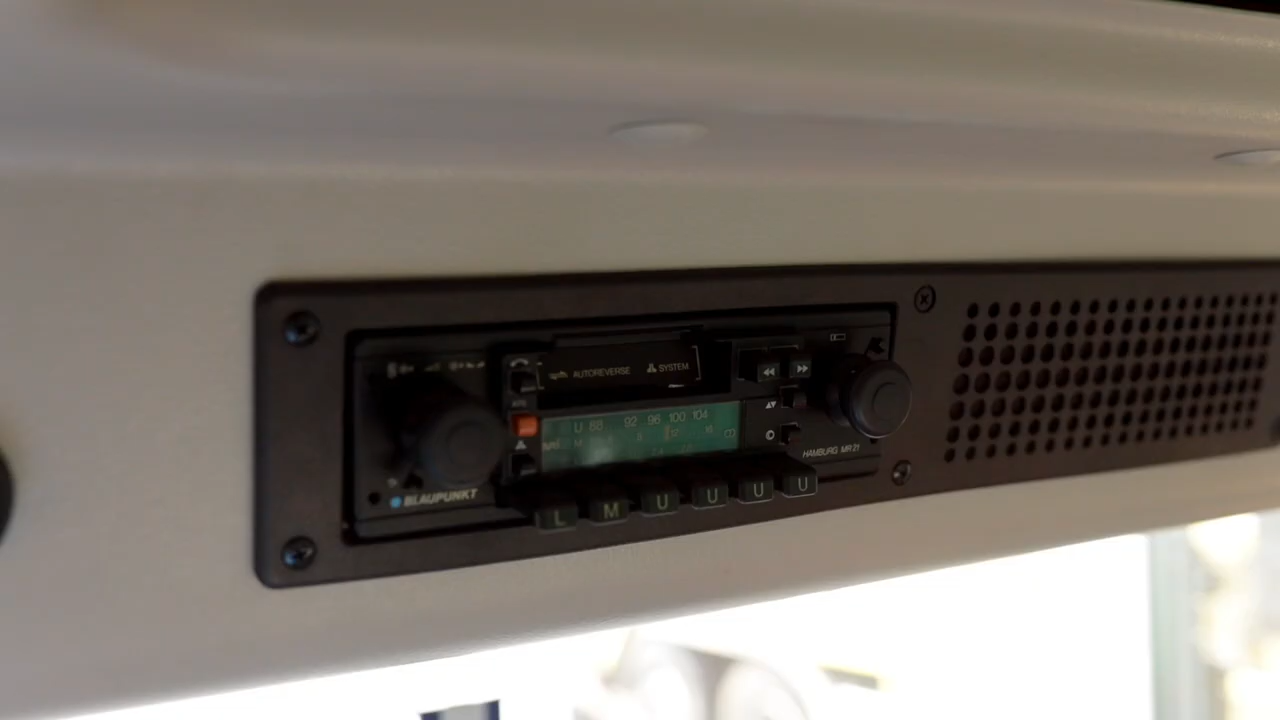 AUTOREVERSE SYSTEM
U 88 92 96 100 104
M
BLAUPUNKT
HAMBURG MR 21
L M U U U U